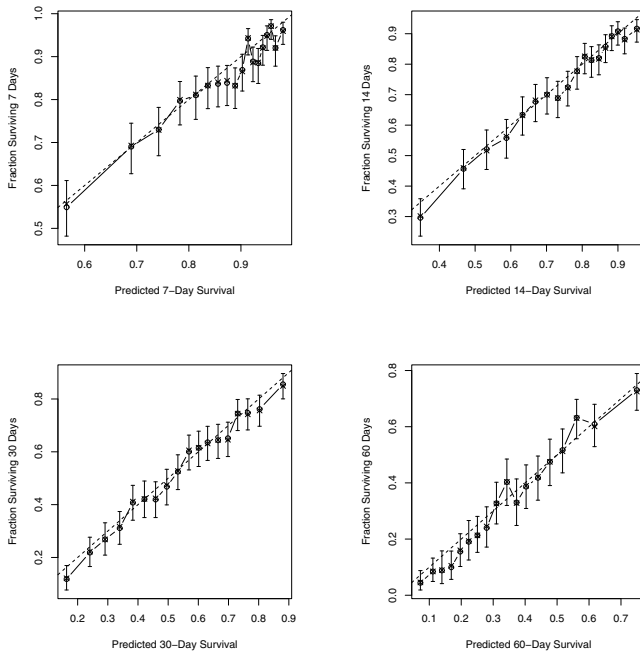 1.0
0.9
0.8
0.7
0.6
0.5
Fraction Surviving 7 Days
0.6 0.7 0.8 0.9
Predicted 7−Day Survival
0.9
0.8
0.7
0.6
0.5
0.4
0.3
Fraction Surviving 14 Days
0.4 0.5 0.6 0.7 0.8 0.9
Predicted 14−Day Survival
0.8
0.6
0.4
0.2
Fraction Surviving 30 Days
0.2 0.3 0.4 0.5 0.6 0.7 0.8 0.9
Predicted 30−Day Survival
0.8
0.6
0.4
0.2
0.0
Fraction Surviving 60 Days
0.1 0.2 0.3 0.4 0.5 0.6 0.7
Predicted 60−Day Survival